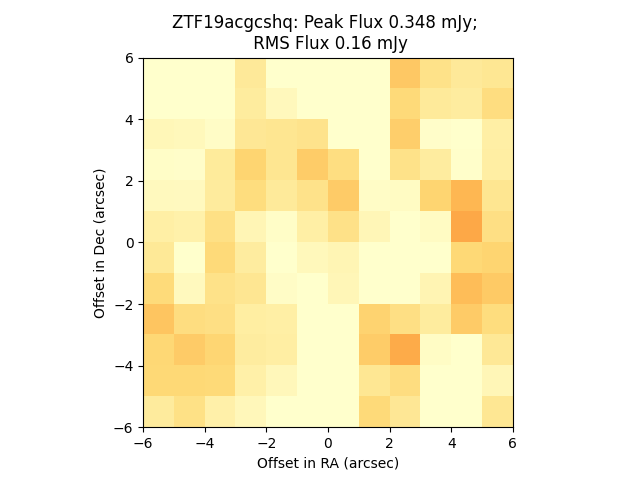 ZTF19acgcshq: Peak Flux 0.348 mJy;
RMS Flux 0.16 mJy
6
4
2
0
−2
−4
−6
Offset in Dec (arcsec)
−6 −4 −2 0 2 4 6
Offset in RA (arcsec)